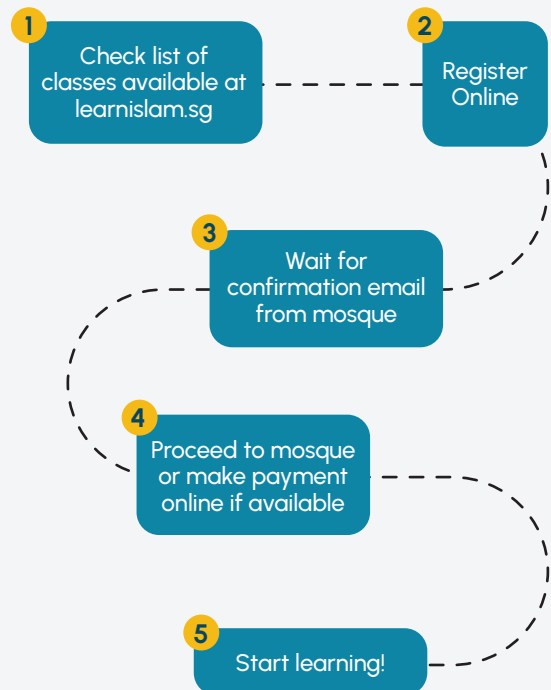 1
Check list of
classes available at
learnislam.sg
2
Register
Online
3
Wait for
confirmation email
from mosque
4
Proceed to mosque
or make payment
online if available
5
Start learning!